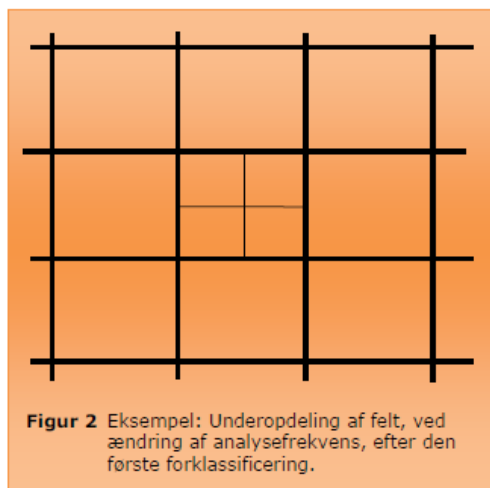 Figur 2 Eksempel: Underopdeling af felt, ved
ændring af analysefrekvens, efter den
første forklassificering.